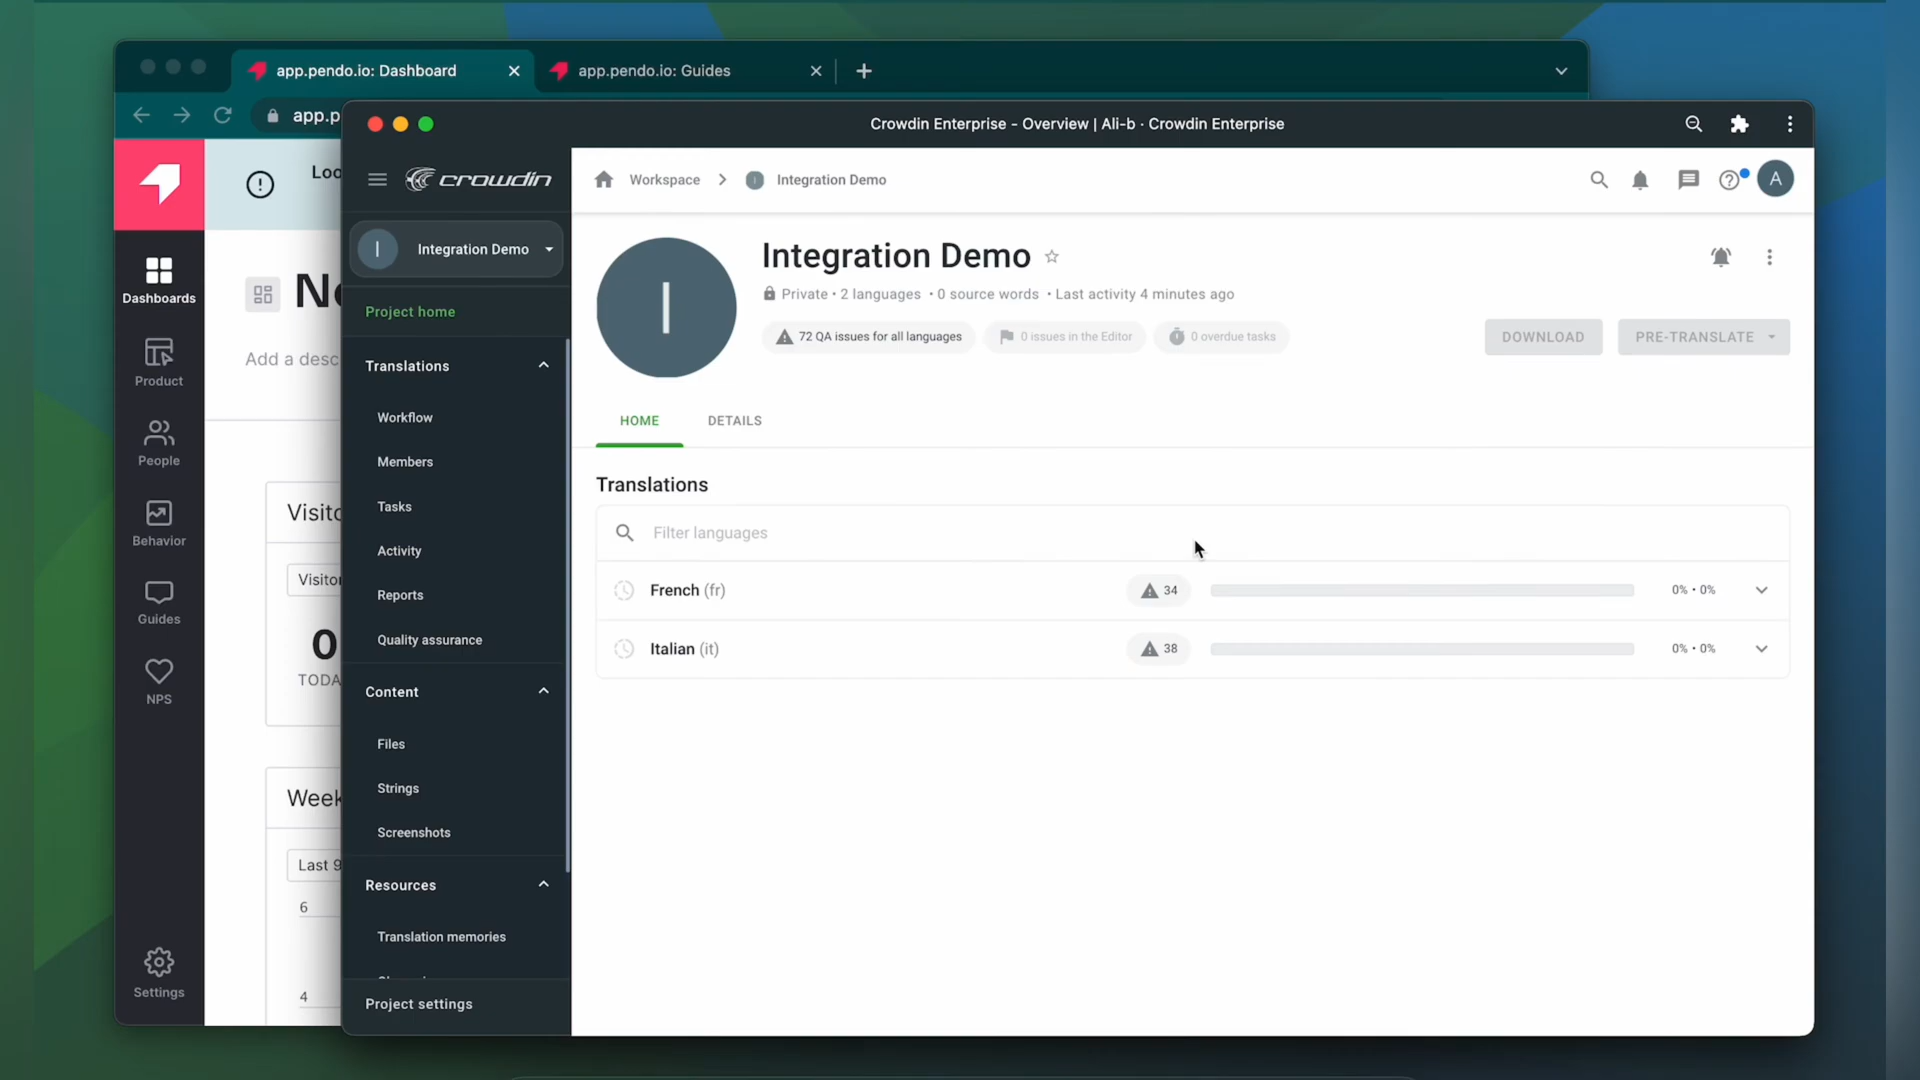 app.pendo.io: Dashboard
app.pendo.io: Guides
app.p
Crowdin Enterprise - Overview | Ali-b · Crowdin Enterprise
Loo
Dashboards
Product
People
Behavior
Guides
NPS
Settings
Add a desc
Visito
Visitor
0
TODA
Week
Last 9
6
4
crowdin
I
Integration Demo
Project home
Translations
Workflow
Members
Tasks
Activity
Reports
Quality assurance
Content
Files
Strings
Screenshots
Resources
Translation memories
Project settings
Workspace
I
Integration Demo
A
I
Integration Demo
Private • 2 languages • 0 source words • Last activity 4 minutes ago
72 QA issues for all languages
0 issues in the Editor
0 overdue tasks
DOWNLOAD
PRE-TRANSLATE
HOME
DETAILS
Translations
Filter languages
French (fr)
34
0% • 0%
Italian (it)
38
0% • 0%